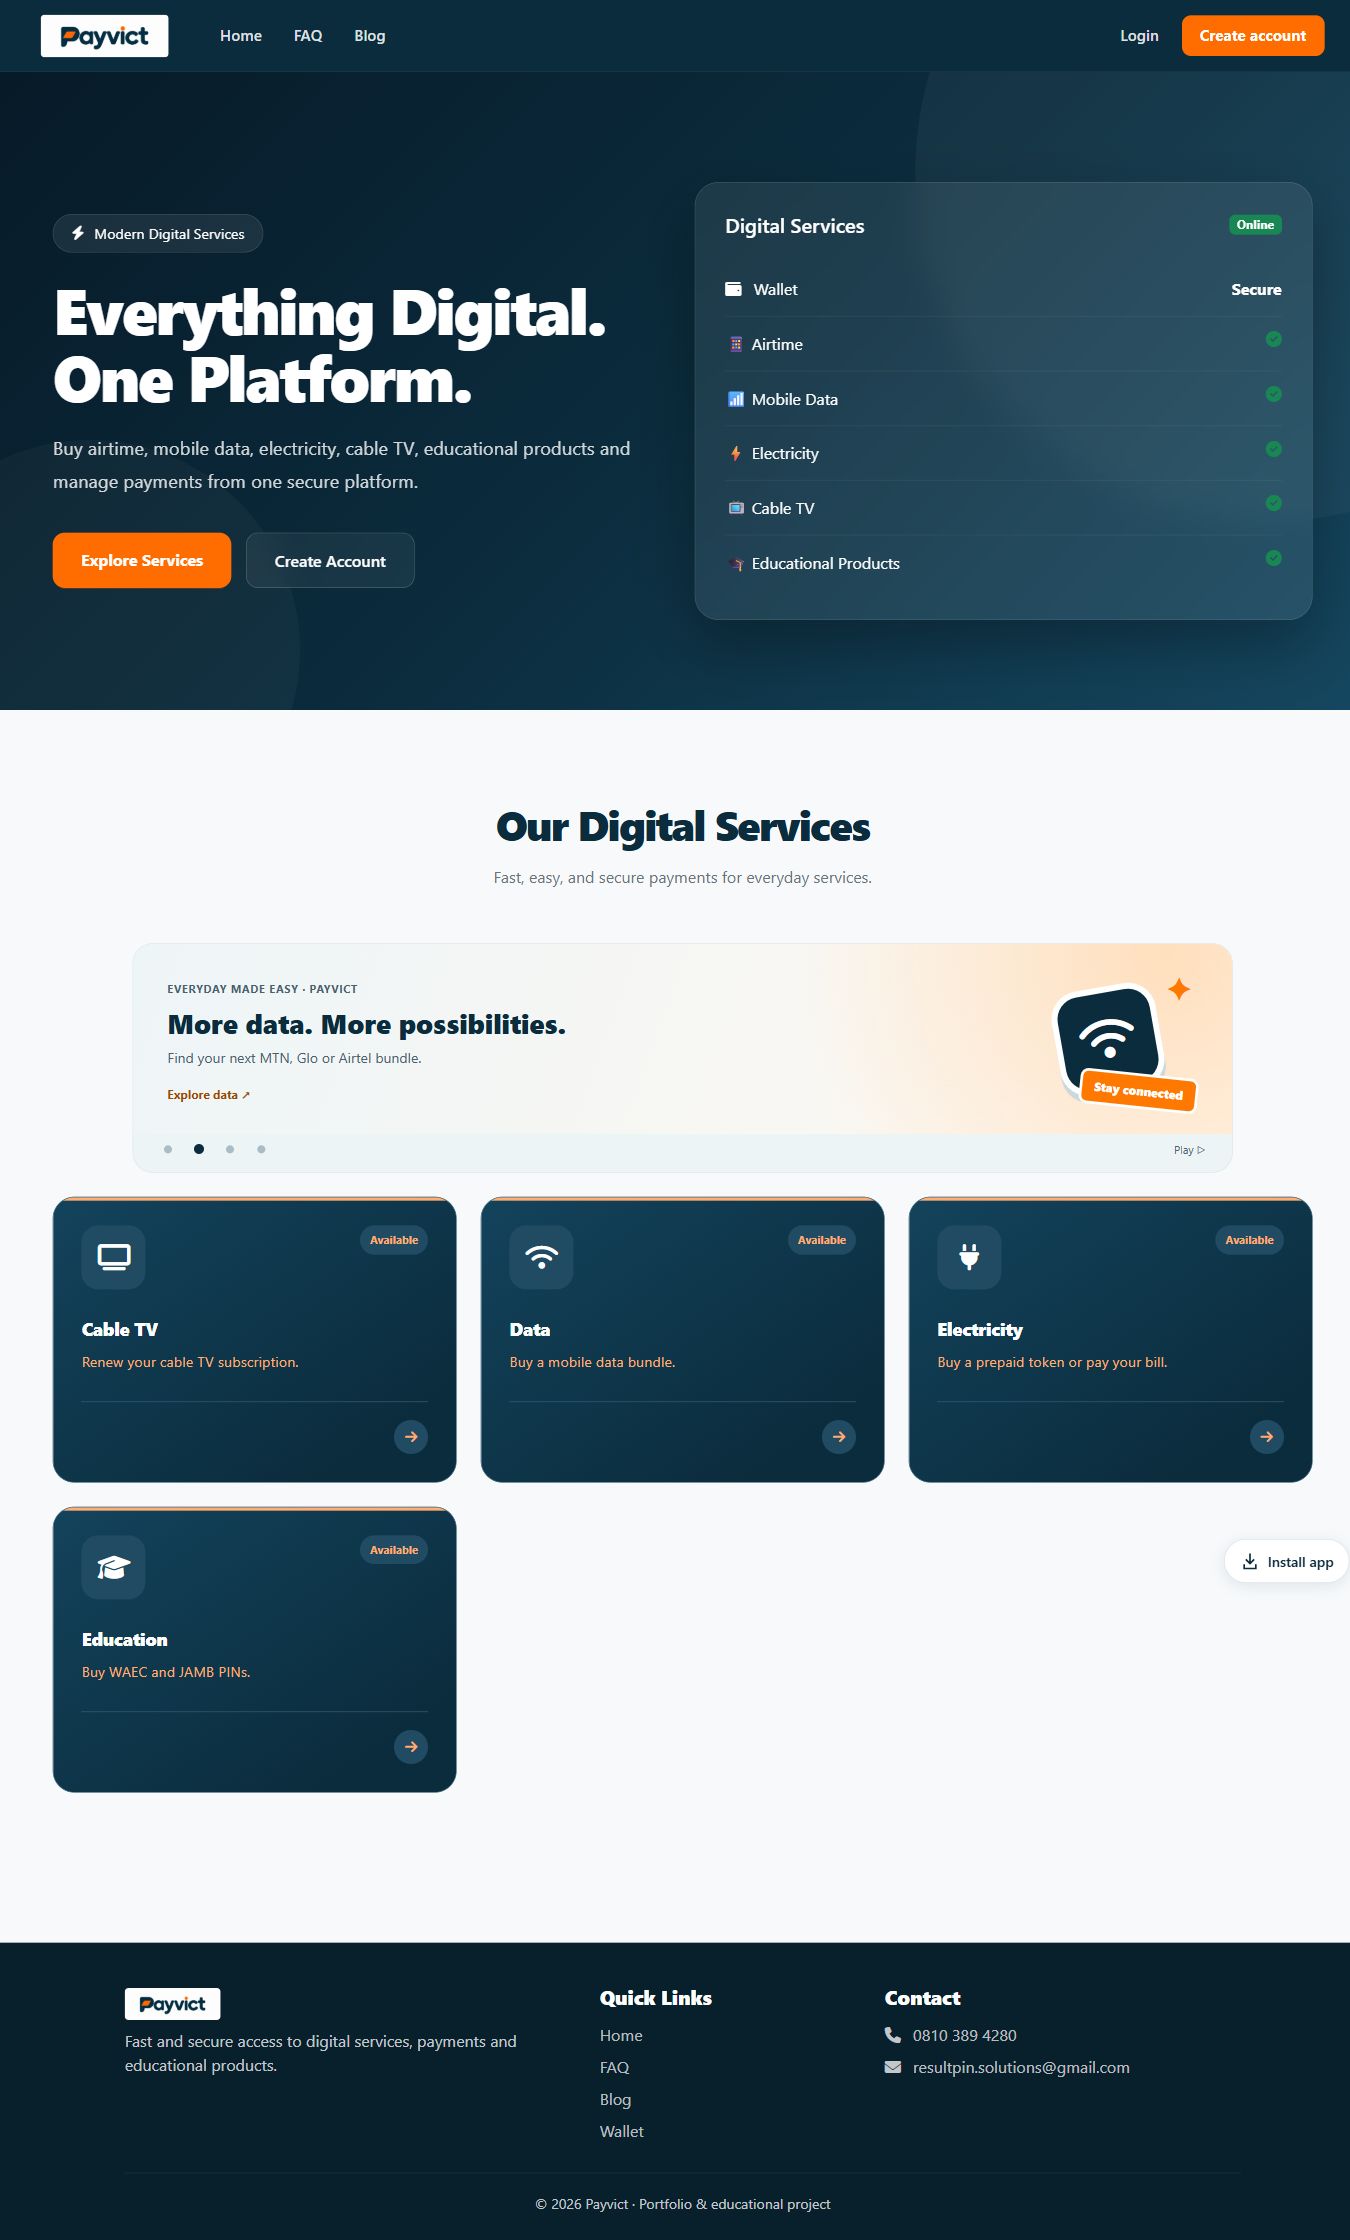 Payvict
Home FAQ Blog
Login Create account
Modern Digital Services
Everything Digital.
One Platform.
Buy airtime, mobile data, electricity, cable TV, educational products and
manage payments from one secure platform.
Explore Services Create Account
Digital Services Online
Wallet Secure
Airtime
Mobile Data
Electricity
Cable TV
Educational Products
Our Digital Services
Fast, easy, and secure payments for everyday services.
EVERYDAY MADE EASY · PAYVICT
More data. More possibilities.
Find your next MTN, Glo or Airtel bundle.
Explore data ↗
Stay connected
Play ▷
Available
Cable TV
Renew your cable TV subscription.
Available
Data
Buy a mobile data bundle.
Available
Electricity
Buy a prepaid token or pay your bill.
Available
Education
Buy WAEC and JAMB PINs.
Install app
Payvict
Fast and secure access to digital services, payments and
educational products.
Quick Links
Home
FAQ
Blog
Wallet
Contact
0810 389 4280
resultpin.solutions@gmail.com
© 2026 Payvict · Portfolio & educational project